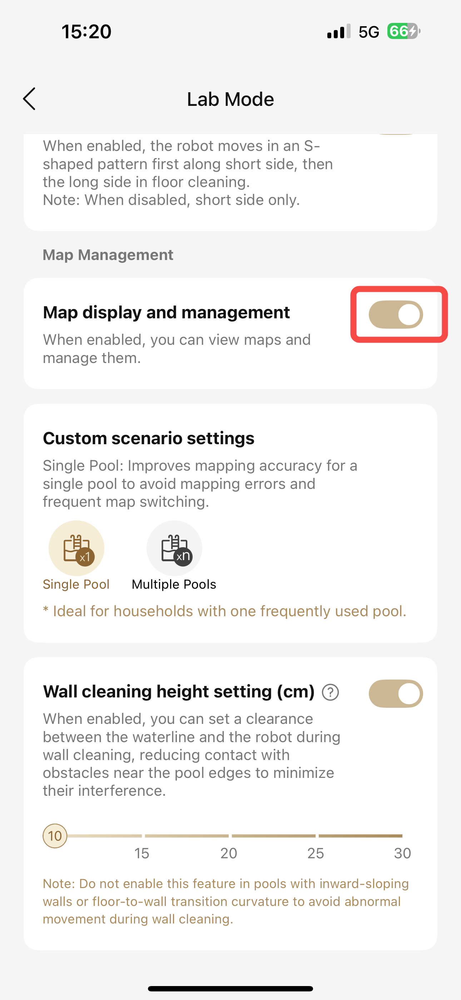 15:20
5G
66
Lab Mode
When enabled, the robot moves in an S-
shaped pattern first along short side, then
the long side in floor cleaning.
Note: When disabled, short side only.
Map Management
Map display and management
When enabled, you can view maps and
manage them.
Custom scenario settings
Single Pool: Improves mapping accuracy for a
single pool to avoid mapping errors and
frequent map switching.
x1
xn
Single Pool
Multiple Pools
* Ideal for households with one frequently used pool.
Wall cleaning height setting (cm) ?
When enabled, you can set a clearance
between the waterline and the robot during
wall cleaning, reducing contact with
obstacles near the pool edges to minimize
their interference.
10
15
20
25
30
Note: Do not enable this feature in pools with inward-sloping
walls or floor-to-wall transition curvature to avoid abnormal
movement during wall cleaning.